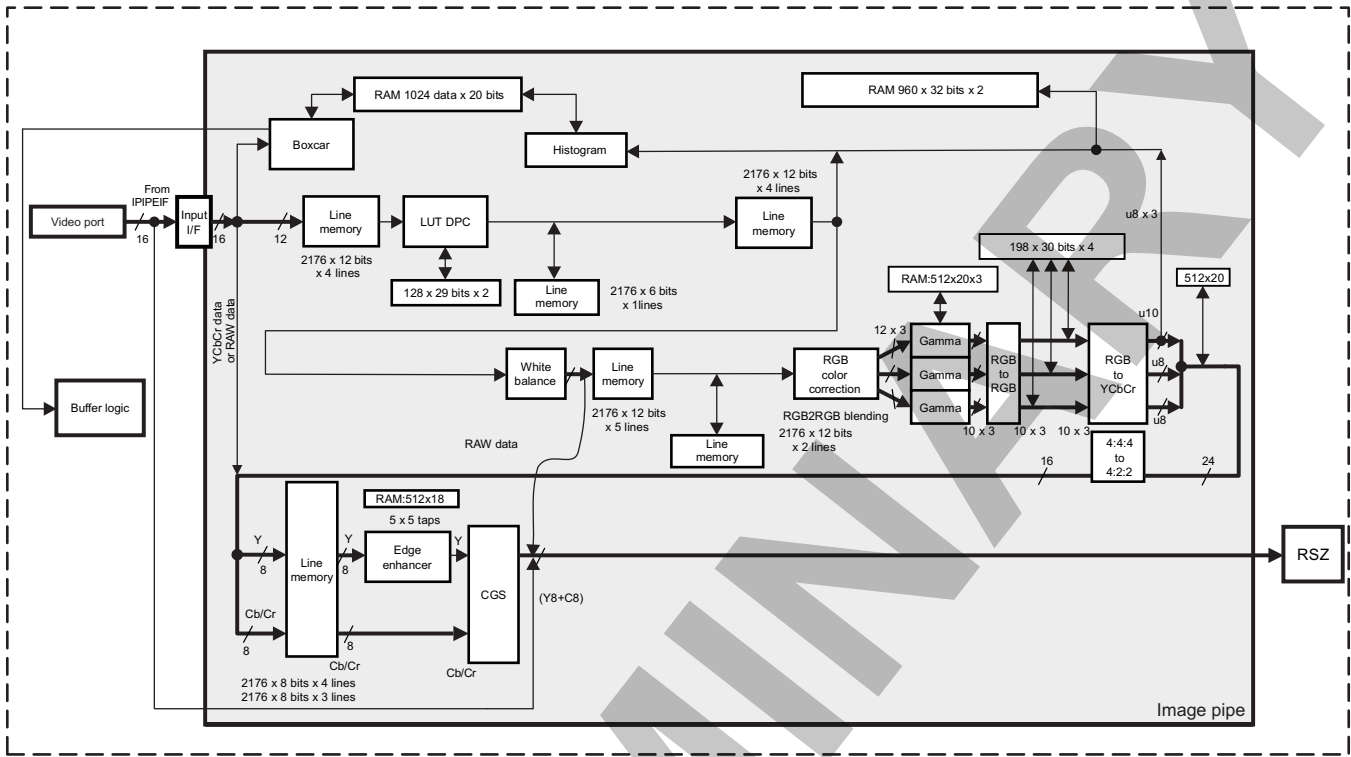 RAM 1024 data x 20 bits
RAM 960 x 32 bits x 2
Boxcar
Histogram
2176 x 12 bits
x 4 lines
From
IPIPEIF
Video port
16
Input
I/F
16
12
Line
memory
LUT DPC
Line
memory
u8 x 3
2176 x 12 bits
x 4 lines
128 x 29 bits x 2
Line
memory
2176 x 6 bits
x 1lines
198 x 30 bits x 4
RAM:512x20x3
512x20
YCbCr data
or RAW data
12 x 3
u10
White
balance
Line
memory
RGB
color
correction
Gamma
Gamma
Gamma
RGB
to
RGB
RGB
to
YCbCr
u8
u8
Buffer logic
2176 x 12 bits
x 5 lines
RGB2RGB blending
2176 x 12 bits
x 2 lines
10 x 3
10 x 3
10 x 3
RAW data
Line
memory
4:4:4
to
4:2:2
16
24
RAM:512x18
5 x 5 taps
Y
8
Line
memory
Y
8
Edge
enhancer
Y
CGS
RSZ
(Y8+C8)
Cb/Cr
8
8
Cb/Cr
Cb/Cr
2176 x 8 bits x 4 lines
2176 x 8 bits x 3 lines
Image pipe
MINARY